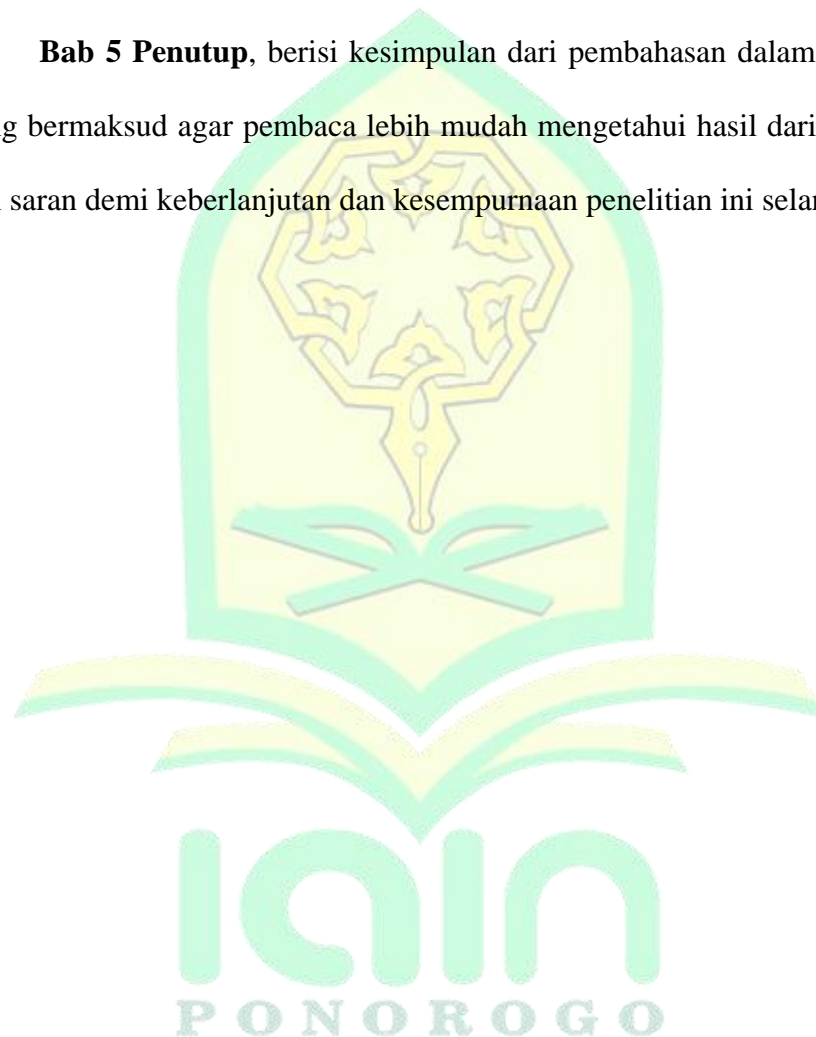 Bab 5 Penutup, berisi kesimpulan dari pembahasan dalam
bermaksud agar pembaca lebih mudah mengetahui hasil dari
saran demi keberlanjutan dan kesempurnaan penelitian ini
iain
PONOROGO